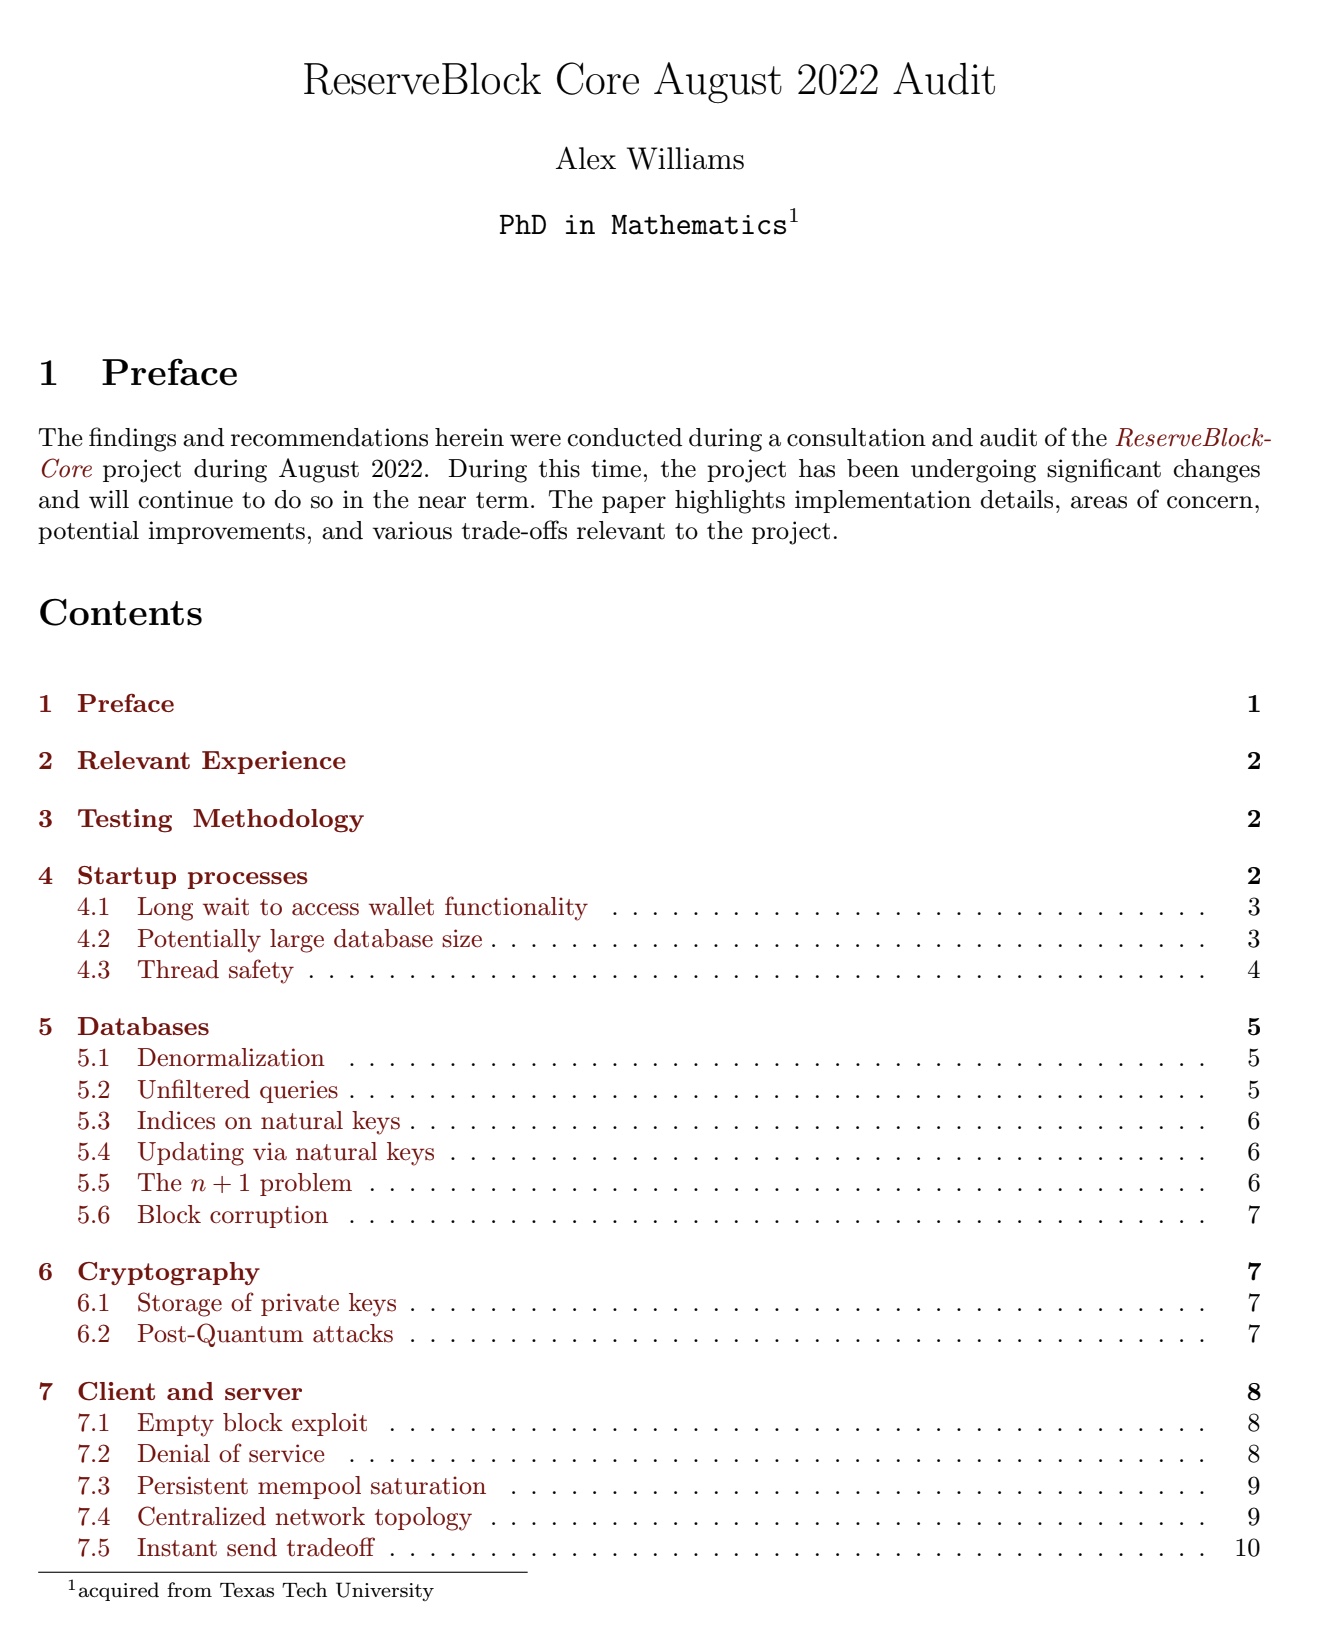 ReserveBlock Core August 2022 Audit
Alex Williams
PhD in Mathematics¹
1 Preface
The findings and recommendations herein were conducted during a consultation and audit of the ReserveBlock-
Core project during August 2022. During this time, the project has been undergoing significant changes
and will continue to do so in the near term. The paper highlights implementation details, areas of concern,
potential improvements, and various trade-offs relevant to the project.
Contents
1 Preface 1
2 Relevant Experience 2
3 Testing Methodology 2
4 Startup processes 2
4.1 Long wait to access wallet functionality . . . . . . . . . . . . . . . . . . . . . . . . . . . . . . 3
4.2 Potentially large database size . . . . . . . . . . . . . . . . . . . . . . . . . . . . . . . . . . . . 3
4.3 Thread safety . . . . . . . . . . . . . . . . . . . . . . . . . . . . . . . . . . . . . . . . . . . . . 4
5 Databases 5
5.1 Denormalization . . . . . . . . . . . . . . . . . . . . . . . . . . . . . . . . . . . . . . . . . . . 5
5.2 Unfiltered queries . . . . . . . . . . . . . . . . . . . . . . . . . . . . . . . . . . . . . . . . . . . 5
5.3 Indices on natural keys . . . . . . . . . . . . . . . . . . . . . . . . . . . . . . . . . . . . . . . . 6
5.4 Updating via natural keys . . . . . . . . . . . . . . . . . . . . . . . . . . . . . . . . . . . . . . 6
5.5 The n + 1 problem . . . . . . . . . . . . . . . . . . . . . . . . . . . . . . . . . . . . . . . . . . 6
5.6 Block corruption . . . . . . . . . . . . . . . . . . . . . . . . . . . . . . . . . . . . . . . . . . . 7
6 Cryptography 7
6.1 Storage of private keys . . . . . . . . . . . . . . . . . . . . . . . . . . . . . . . . . . . . . . . . 7
6.2 Post-Quantum attacks . . . . . . . . . . . . . . . . . . . . . . . . . . . . . . . . . . . . . . . . 7
7 Client and server 8
7.1 Empty block exploit . . . . . . . . . . . . . . . . . . . . . . . . . . . . . . . . . . . . . . . . . 8
7.2 Denial of service . . . . . . . . . . . . . . . . . . . . . . . . . . . . . . . . . . . . . . . . . . . 8
7.3 Persistent mempool saturation . . . . . . . . . . . . . . . . . . . . . . . . . . . . . . . . . . . 9
7.4 Centralized network topology . . . . . . . . . . . . . . . . . . . . . . . . . . . . . . . . . . . . 9
7.5 Instant send tradeoff . . . . . . . . . . . . . . . . . . . . . . . . . . . . . . . . . . . . . . . . . 10
¹acquired from Texas Tech University